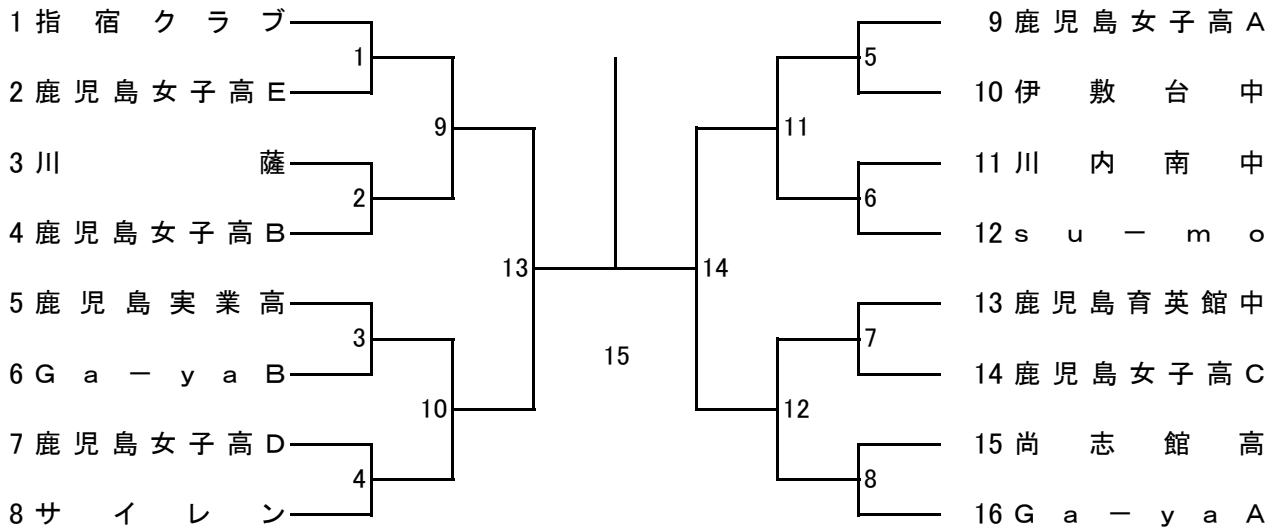 1 指宿クラブ
2 鹿児島女子高E
3 川薩
4 鹿児島女子高B
5 鹿児島実業高
6 Ga－yaB
7 鹿児島女子高D
8 サイレン
1
2
3
4
9
10
13
15
14
11
12
5
6
7
8
9 鹿児島女子高A
10 伊敷台中
11 川内南中
12 su－mo
13 鹿児島育英館中
14 鹿児島女子高C
15 尚志館高
16 Ga－yaA